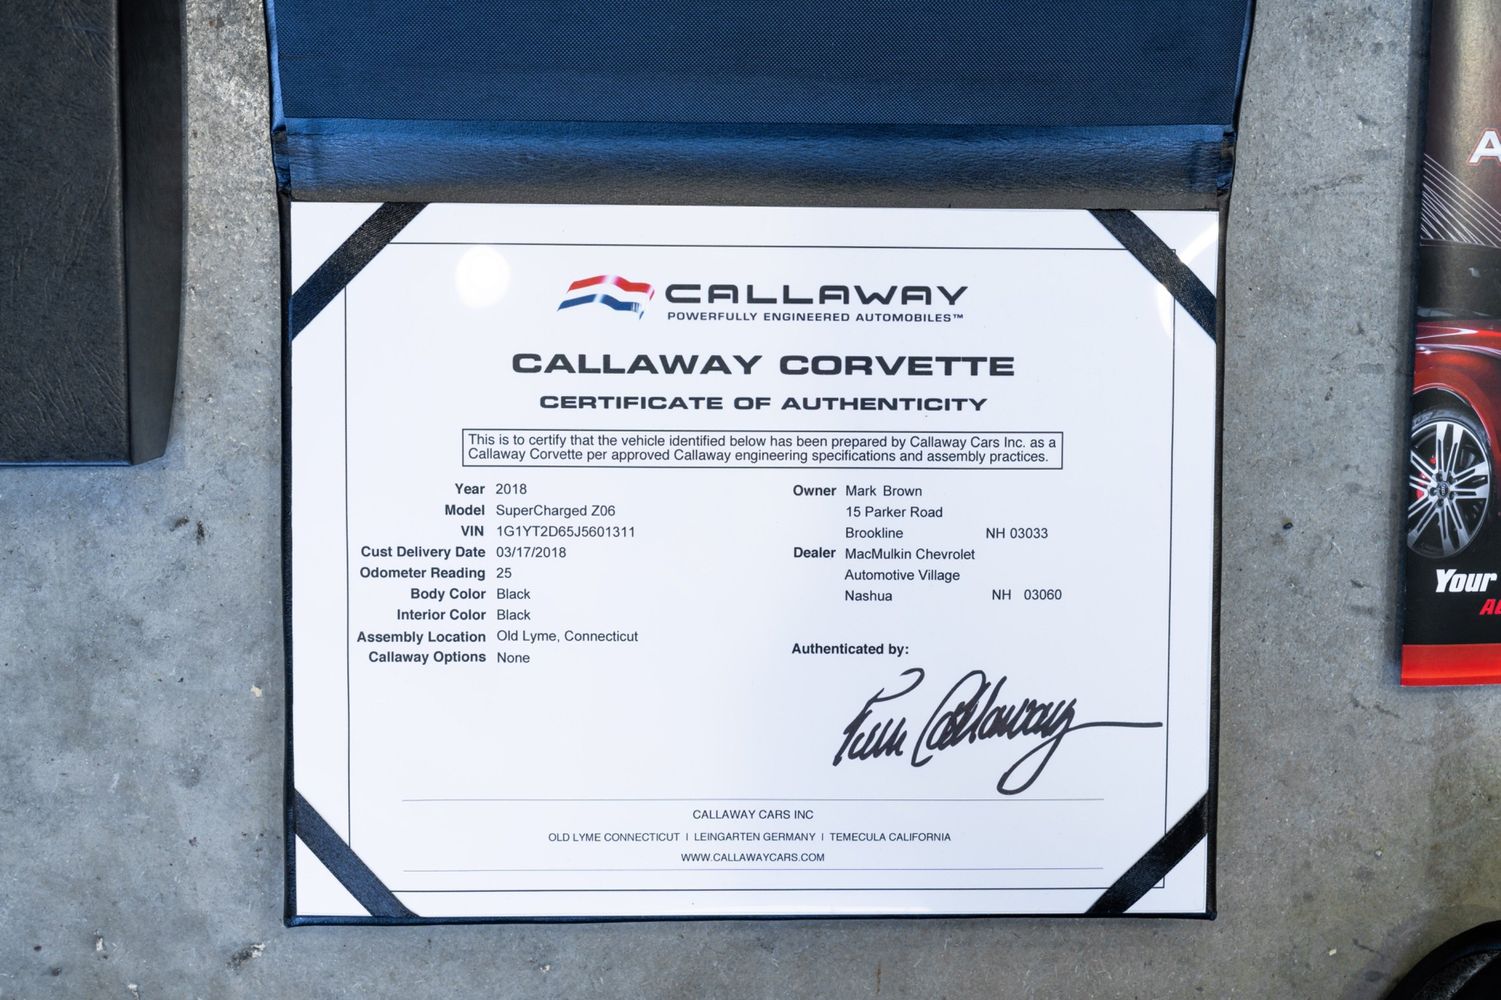 CALLAWAY
POWERFULLY ENGINEERED AUTOMOBILES™
CALLAWAY CORVETTE
CERTIFICATE OF AUTHENTICITY
This is to certify that the vehicle identified below has been prepared by Callaway Cars Inc. as a
Callaway Corvette per approved Callaway engineering specifications and assembly practices.
Year 2018
Model SuperCharged Z06
VIN 1G1YT2D65J5601311
Cust Delivery Date 03/17/2018
Odometer Reading 25
Body Color Black
Interior Color Black
Assembly Location Old Lyme, Connecticut
Callaway Options None
Owner Mark Brown
15 Parker Road
Brookline NH 03033
Dealer MacMulkin Chevrolet
Automotive Village
Nashua NH 03060
Authenticated by:
Callaway
CALLAWAY CARS INC
OLD LYME CONNECTICUT | LEINGARTEN GERMANY | TEMECULA CALIFORNIA
WWW.CALLAWAYCARS.COM
Your